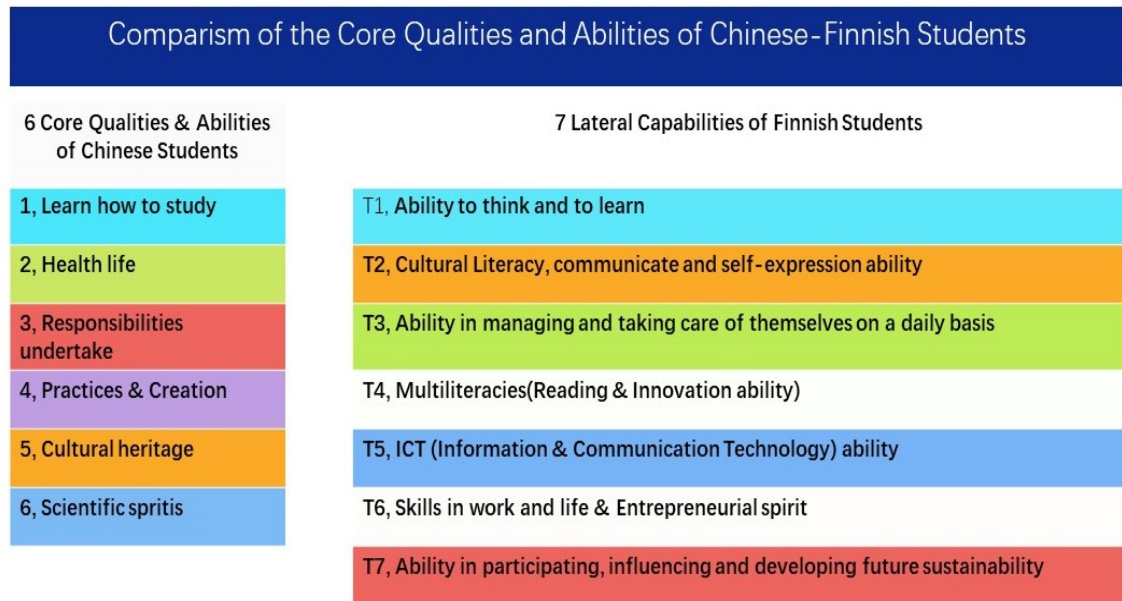 Comparism of the Core Qualities and Abilities of Chinese-Finnish Students
6 Core Qualities & Abilities
of Chinese Students
1, Learn how to study
2, Health life
3, Responsibilities
undertake
4, Practices & Creation
5, Cultural heritage
6, Scientific spritis
7 Lateral Capabilities of Finnish Students
T1, Ability to think and to learn
T2, Cultural Literacy, communicate and self-expression ability
T3, Ability in managing and taking care of themselves on a daily basis
T4, Multiliteracies(Reading & Innovation ability)
T5, ICT (Information & Communication Technology) ability
T6, Skills in work and life & Entrepreneurial spirit
T7, Ability in participating, influencing and developing future sustainability